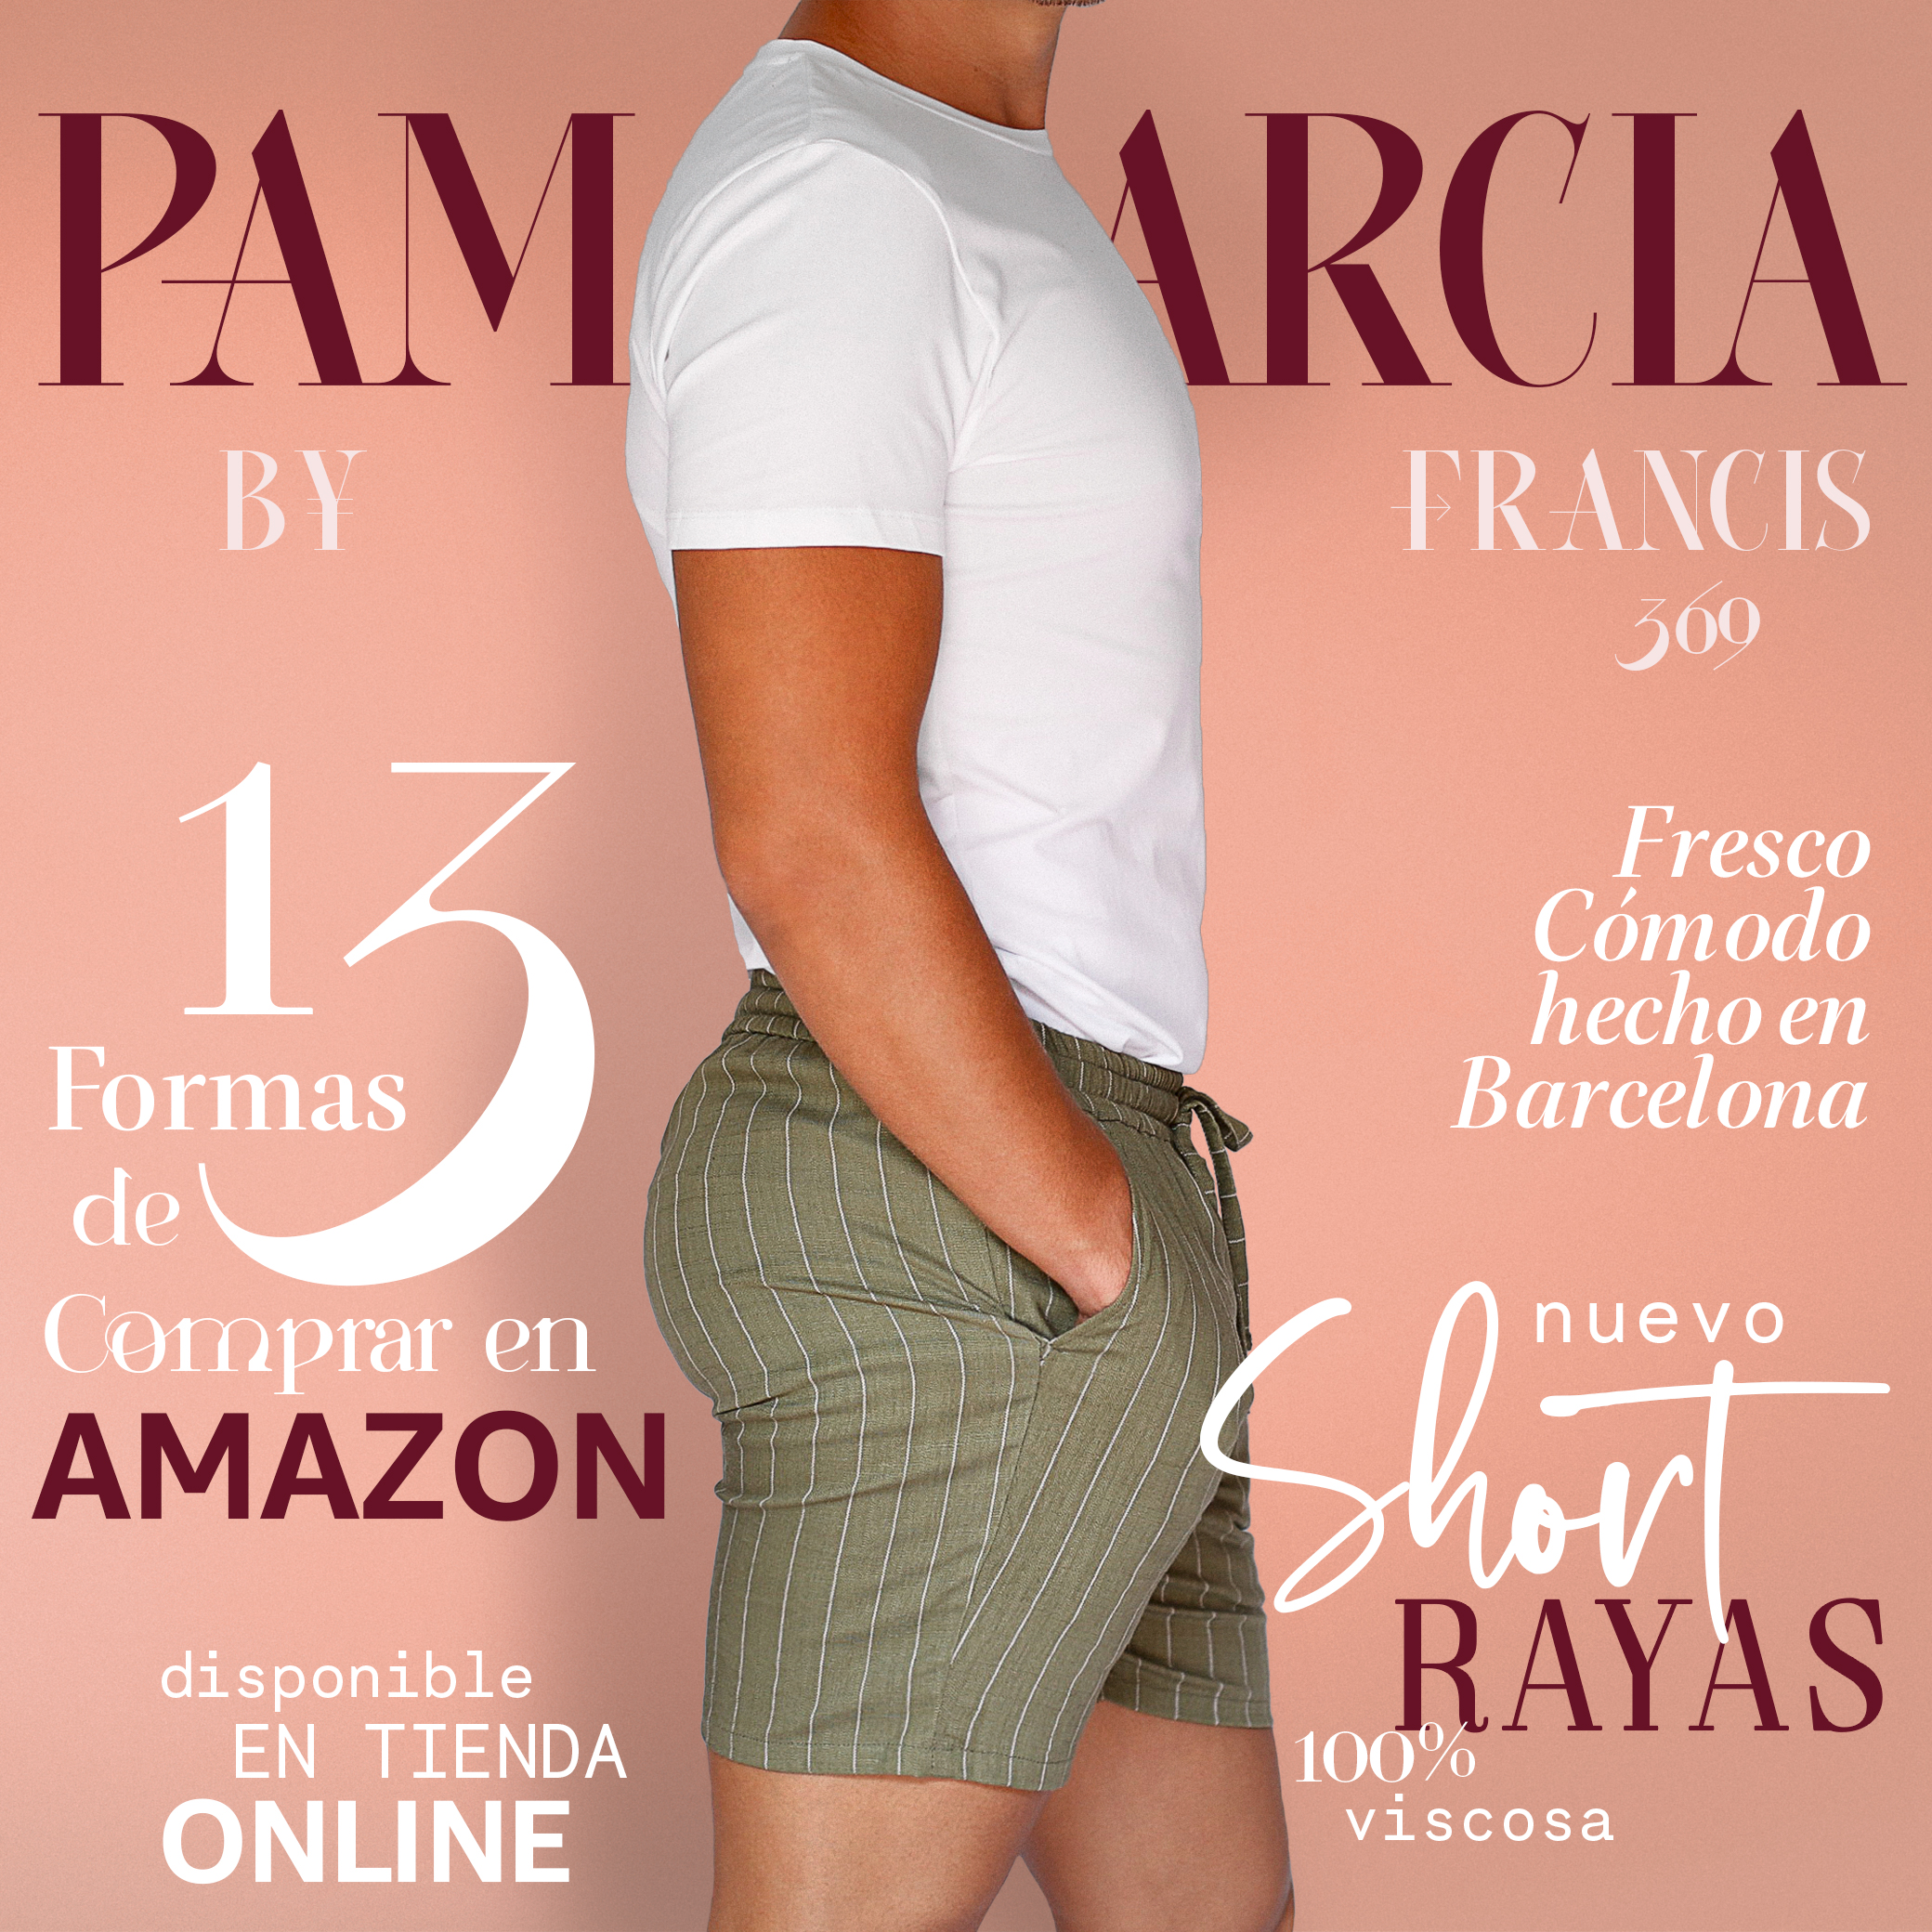 PAM ARCIA
BY FRANCIS
369
13
Formas
de
Comprar en
AMAZON
disponible
EN TIENDA
ONLINE
Fresco
Cómodo
hecho en
Barcelona
nuevo
Short
RAYAS
100%
viscosa